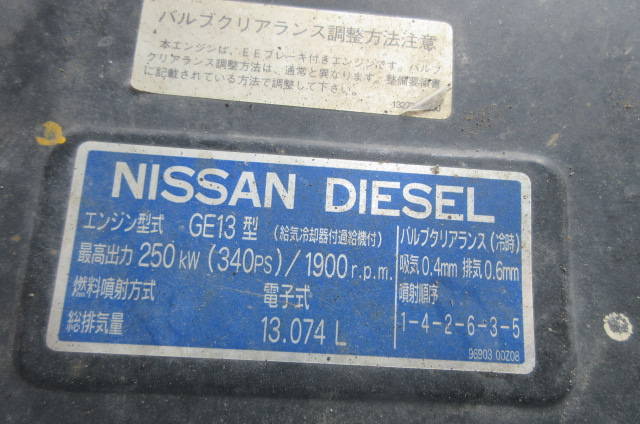 バルブクリアランス調整方法注意
本エンジンは、EEブレーキ付きエンジンです。バルブ
クリアランス調整方法は、通常と異なります。整備要領書
に記載されている方法で調整して下さい。
NISSAN DIESEL
エンジン型式 GE13 型 (給気冷却器付過給機付)
最高出力 250 kW (340PS) / 1900 r.p.m.
燃料噴射方式 電子式
総排気量 13.074 L
バルブクリアランス (冷時)
吸気 0.4mm 排気 0.6mm
噴射順序
1-4-2-6-3-5
96903 00Z08